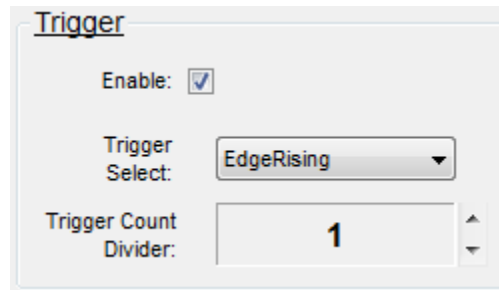 Trigger
Enable:
Trigger
Select:
EdgeRising
Trigger Count
Divider:
1